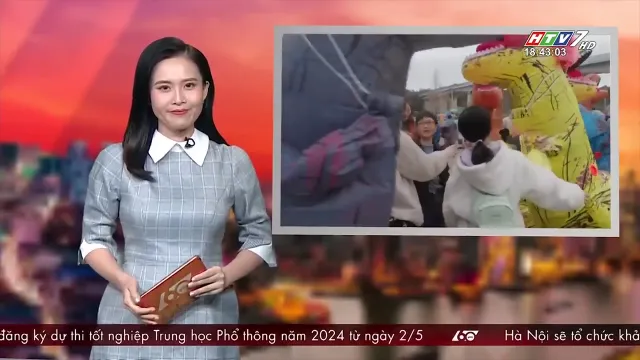 HTV7 HD
18:43:03
đăng ký dự thi tốt nghiệp Trung học Phổ thông năm 2024 từ ngày 2/5
60
Hà Nội sẽ tổ chức khả